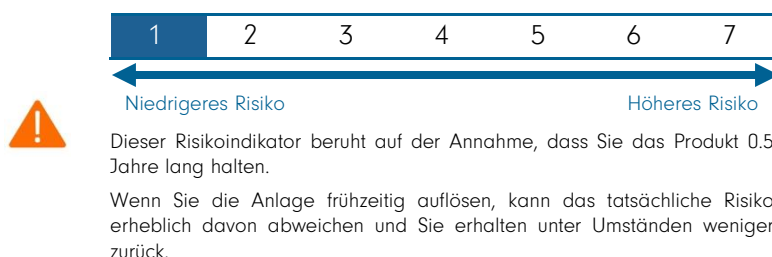 1 2 3 4 5 6 7
Niedrigeres Risiko Höheres Risiko
Dieser Risikoindikator beruht auf der Annahme, dass Sie das Produkt 0.5
Jahre lang halten.
Wenn Sie die Anlage frühzeitig auflösen, kann das tatsächliche Risiko
erheblich davon abweichen und Sie erhalten unter Umständen weniger
zurück.